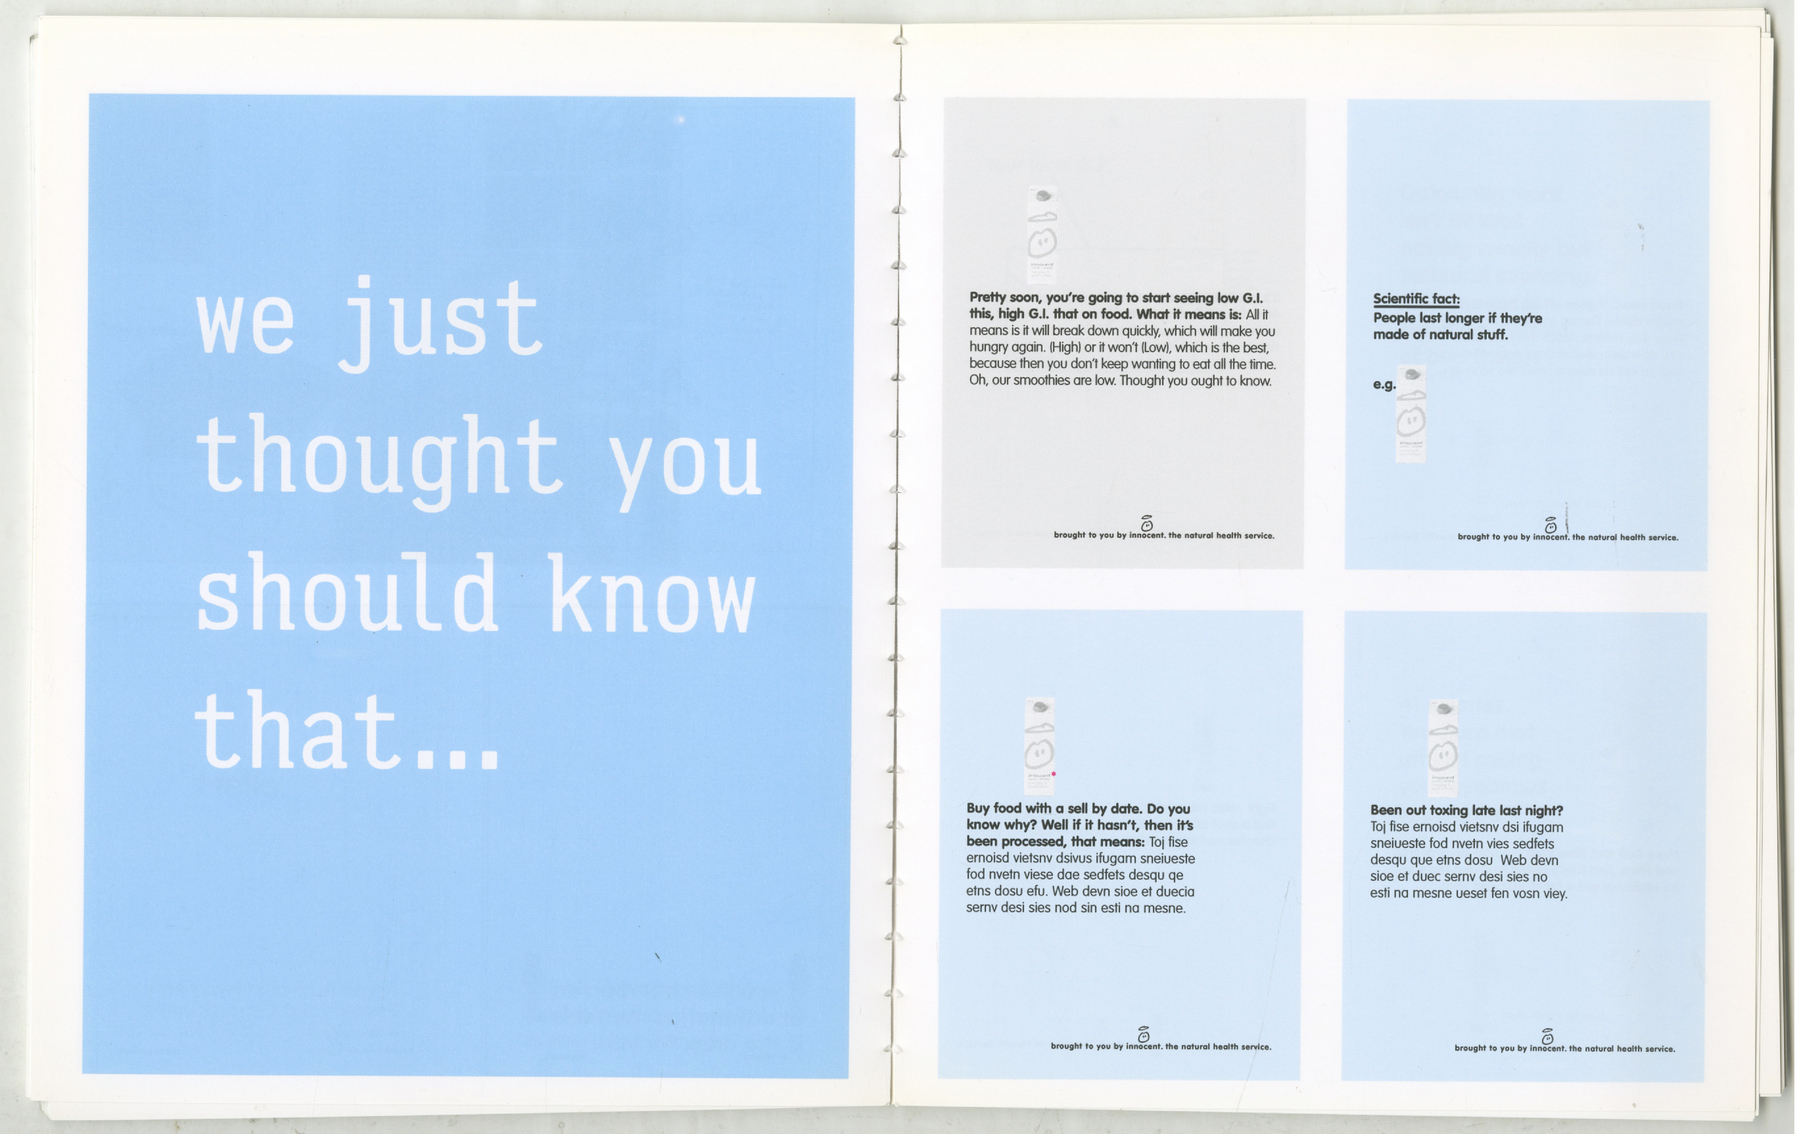 we just
thought you
should know
that...
Pretty soon, you're going to start seeing low G.I.
this, high G.I. that on food. What it means is: All it
means is it will break down quickly, which will make you
hungry again. (High) or it won't (Low), which is the best,
because then you don't keep wanting to eat all the time.
Oh, our smoothies are low. Thought you ought to know.
brought to you by innocent. the natural health service.
Scientific fact:
People last longer if they're
made of natural stuff.
e.g.
brought to you by innocent. the natural health service.
Buy food with a sell by date. Do you
know why? Well if it hasn't, then it's
been processed, that means: Toj fise
ernoisd vietsnv dsivus ifugam sneiueste
fod nvetn viese dae sedfets desqu qe
etns dosu efu. Web devn sioe et duecia
sernv desi sies nod sin esti na mesne.
brought to you by innocent. the natural health service.
Been out toxing late last night?
Toj fise ernoisd vietsnv dsi ifugam
sneiueste fod nvetn vies sedfets
desqu que etns dosu  Web devn
sioe et duec sernv desi sies no
esti na mesne ueset fen vosn viey.
brought to you by innocent. the natural health service.